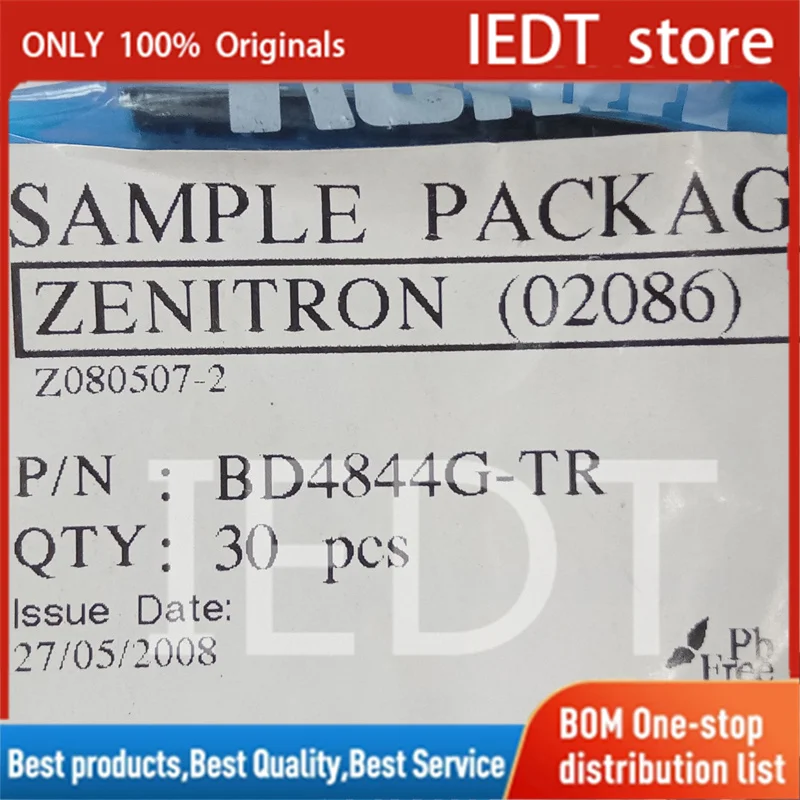 ONLY 100% Originals
IEDT store
SAMPLE PACKAG
ZENITRON (02086)
Z080507-2
P/N : BD4844G-TR
QTY: 30 pcs
Issue Date:
27/05/2008
IEDT
Pb
Free
Best products,Best Quality,Best Service
BOM One-stop
distribution list